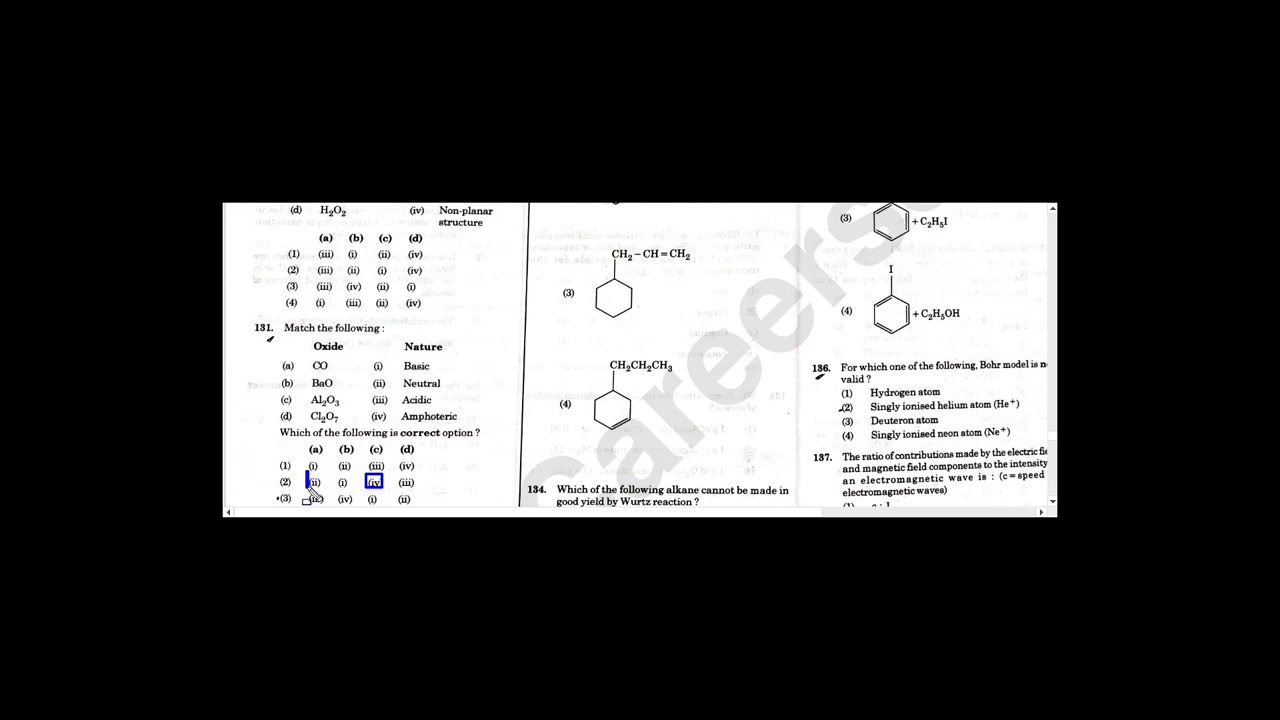 (d) H₂O₂ (iv) Non-planar
structure
(a) (b) (c) (d)
(1) (iii) (i) (ii) (iv)
(2) (iii) (ii) (i) (iv)
(3) (iii) (iv) (ii) (i)
(4) (i) (iii) (ii) (iv)
131. Match the following :
Oxide Nature
(a) CO (i) Basic
(b) BaO (ii) Neutral
(c) Al₂O₃ (iii) Acidic
(d) Cl₂O₇ (iv) Amphoteric
Which of the following is correct option ?
(a) (b) (c) (d)
(1) (i) (ii) (iii) (iv)
(2) (ii) (i) (iv) (iii)
(3) (iv) (i) (ii)
CH₂ – CH = CH₂
(3)
CH₂CH₂CH₃
(4)
134. Which of the following alkane cannot be made in
good yield by Wurtz reaction ?
(3) + C₂H₅I
I
(4) + C₂H₅OH
136. For which one of the following, Bohr model is
valid ?
(1) Hydrogen atom
(2) Singly ionised helium atom (He⁺)
(3) Deuteron atom
(4) Singly ionised neon atom (Ne⁺)
137. The ratio of contributions made by the electric
and magnetic field components to the intensity
an electromagnetic wave is : (c = speed
electromagnetic waves)
Careers